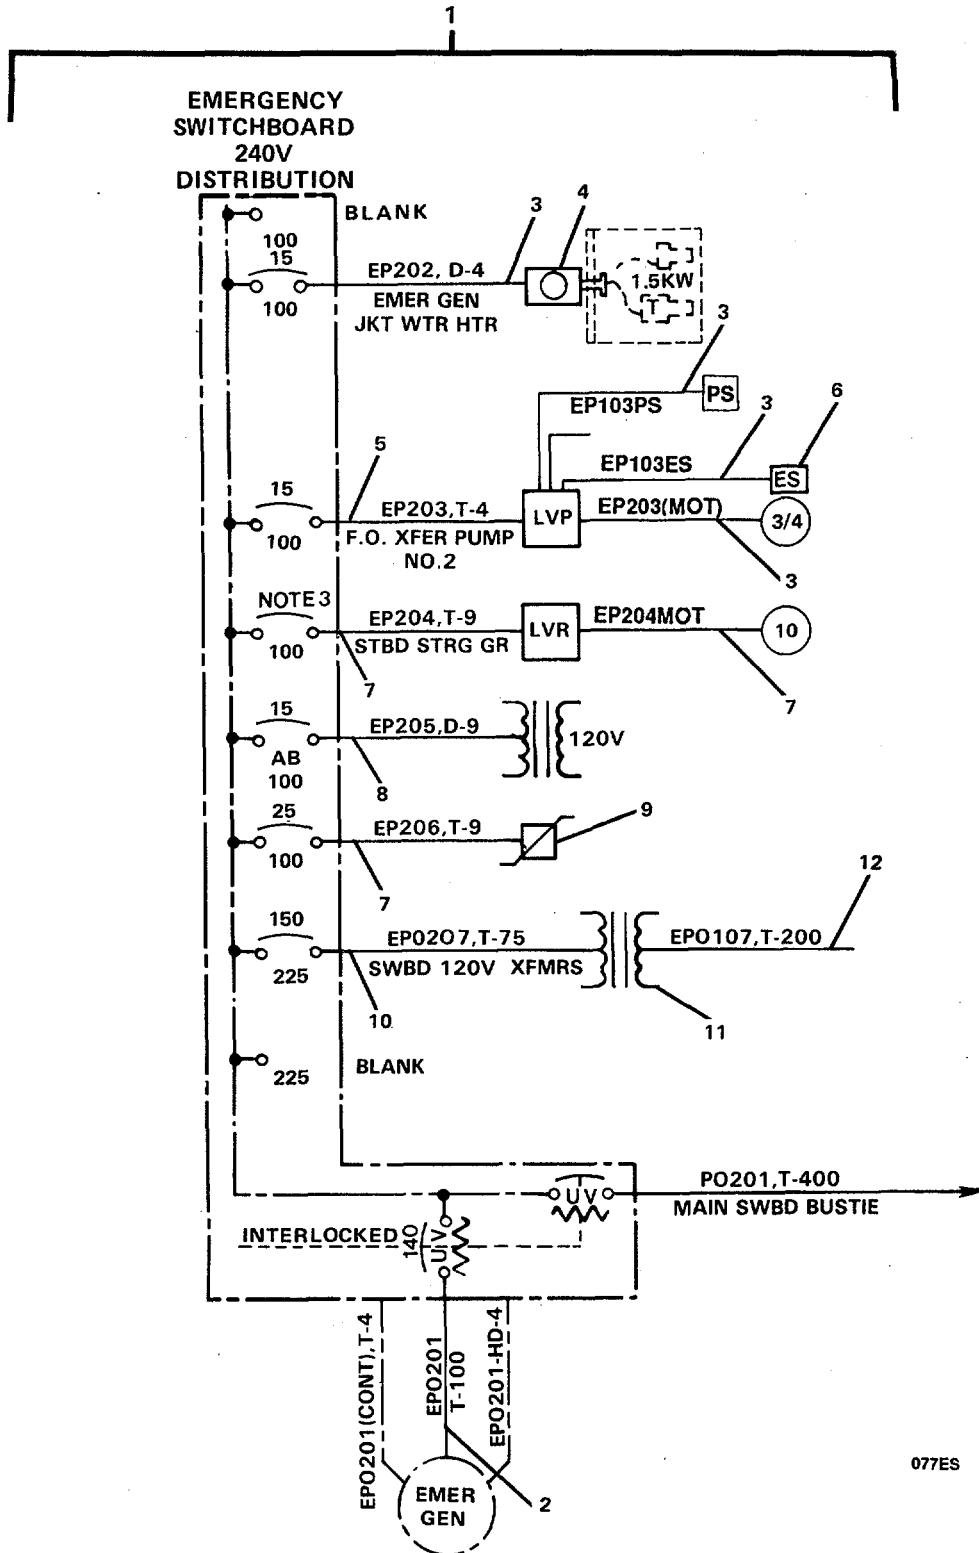 1
EMERGENCY
SWITCHBOARD
240V
DISTRIBUTION
BLANK
100
15
100
EP202, D-4
EMER GEN
JKT WTR HTR
3
4
1.5KW
T
3
EP103PS
PS
3
6
EP103ES
ES
5
15
100
EP203,T-4
F.O. XFER PUMP
NO.2
LVP
EP203(MOT)
3/4
3
NOTE 3
100
EP204,T-9
STBD STRG GR
7
LVR
EP204MOT
10
7
15
AB
100
EP205,D-9
8
120V
25
100
EP206,T-9
7
9
150
225
EPO207,T-75
SWBD 120V XFMRS
10
EPO107,T-200
12
11
225
BLANK
UV
PO201,T-400
MAIN SWBD BUSTIE
INTERLOCKED
140
UV
EPO201(CONT),T-4
EPO201
T-100
EPO201-HD-4
EMER
GEN
2
077ES